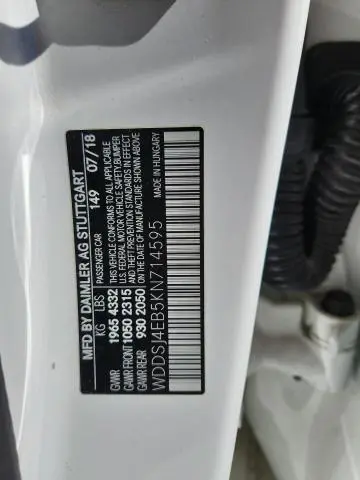 MFD BY DAIMLER AG STUTTGART
KG LBS PASSENGER CAR 149 07/18
GVWR 1965 4332 THIS VEHICLE CONFORMS TO ALL APPLICABLE
GAWR FRONT 1050 2315 U.S. FEDERAL MOTOR VEHICLE SAFETY, BUMPER
AND THEFT PREVENTION STANDARDS IN EFFECT
GAWR REAR 930 2050 ON THE DATE OF MANUFACTURE SHOWN ABOVE
WDDSJ4EB5KN714595
MADE IN HUNGARY